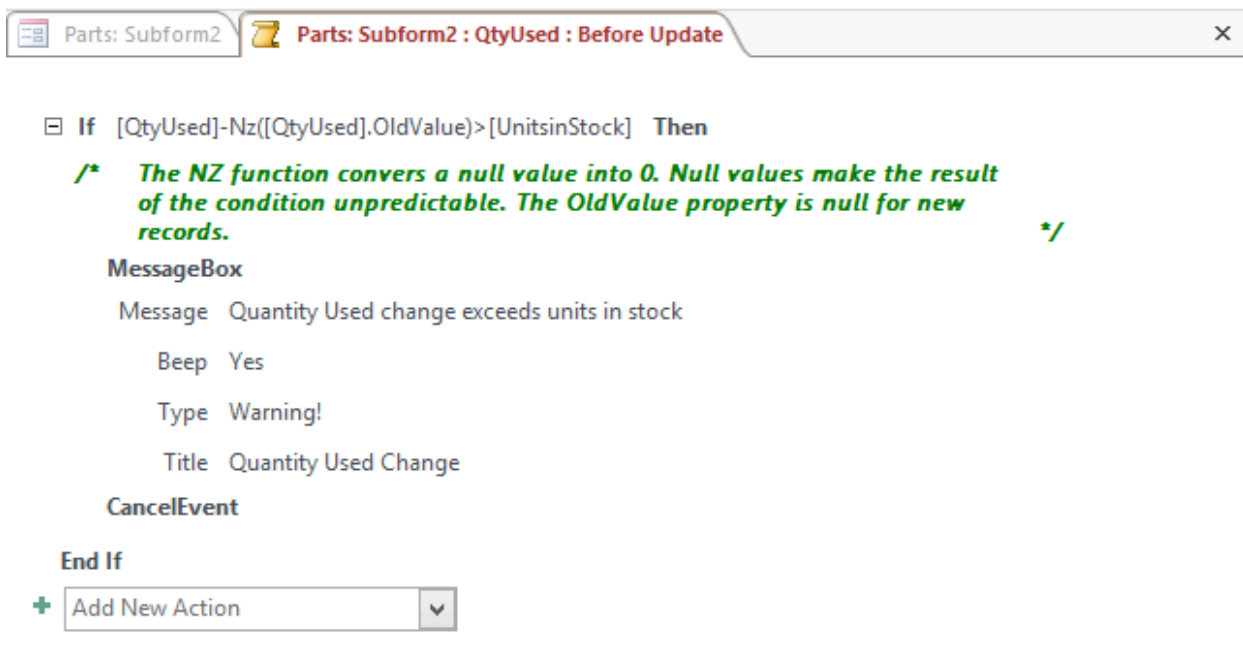 Parts: Subform2 Parts: Subform2 : QtyUsed : Before Update
If [QtyUsed]-Nz([QtyUsed].OldValue)>[UnitsinStock] Then
/* The NZ function convers a null value into 0. Null values make the result
of the condition unpredictable. The OldValue property is null for new
records. */
MessageBox
Message Quantity Used change exceeds units in stock
Beep Yes
Type Warning!
Title Quantity Used Change
CancelEvent
End If
Add New Action